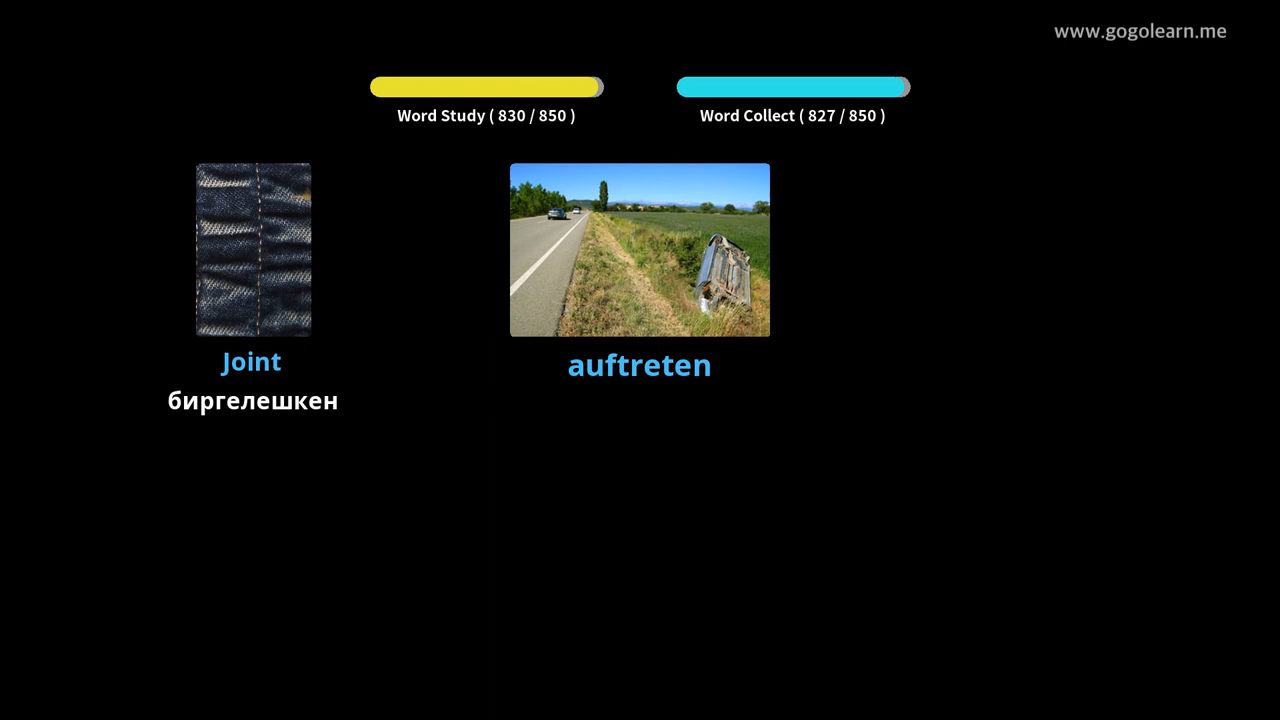 www.gogolearn.me
Word Study ( 830 / 850 )
Word Collect ( 827 / 850 )
Joint
биргелешкен
auftreten